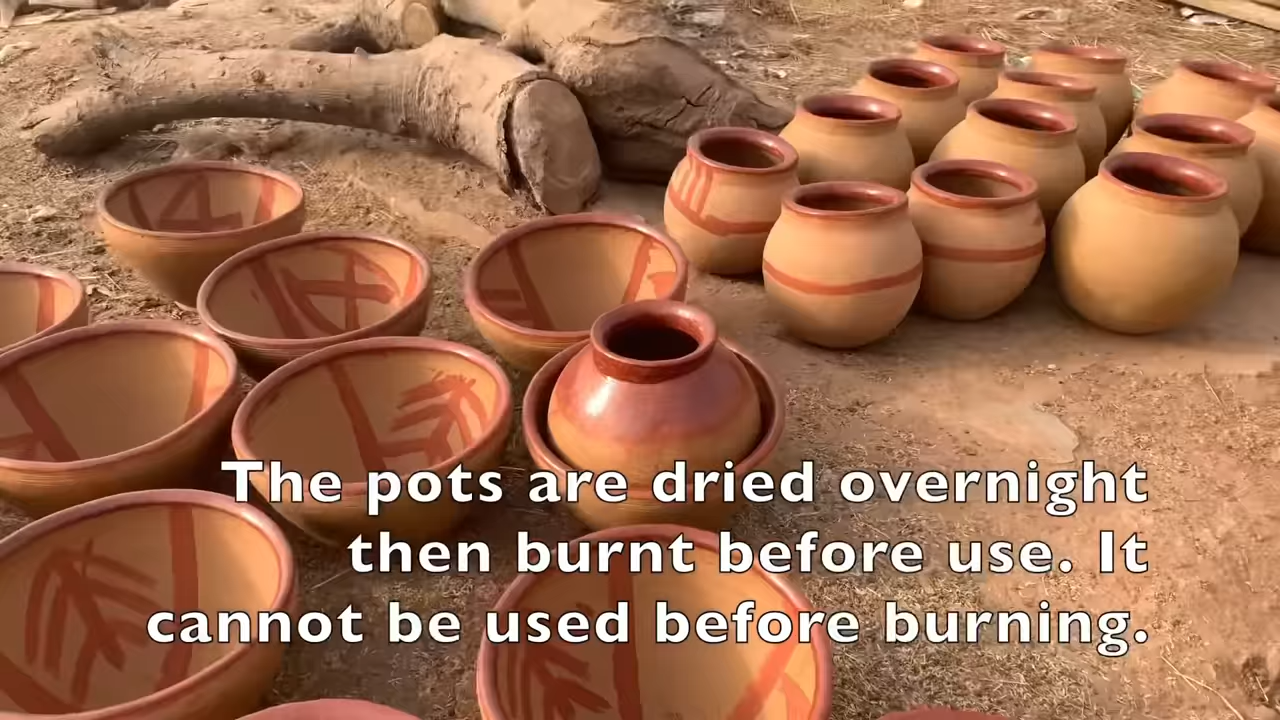 The pots are dried overnight
then burnt before use. It
cannot be used before burning.